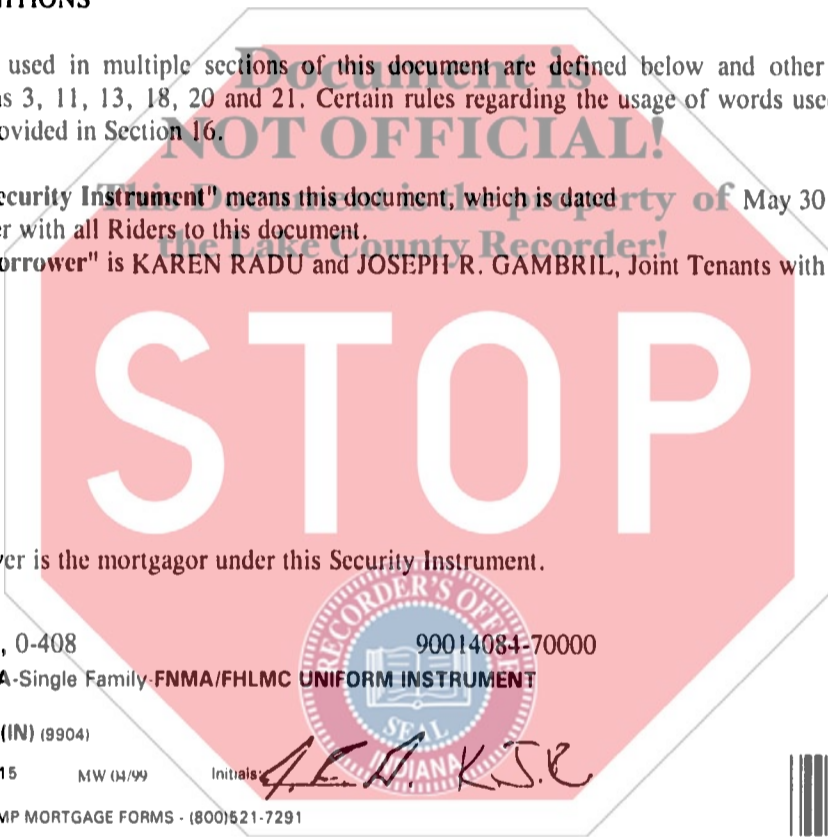 NITIONS
used in multiple sections of this document are defined below and other
s 3, 11, 13, 18, 20 and 21. Certain rules regarding the usage of words use
ovided in Section 16.
Document is
NOT OFFICIAL!
This Document is the property of
the Lake County Recorder!
ecurity Instrument" means this document, which is dated May 30
er with all Riders to this document.
orrower" is KAREN RADU and JOSEPH R. GAMBRIL, Joint Tenants with
STOP
er is the mortgagor under this Security Instrument.
RECORDER'S OFFICE
SEAL
INDIANA
, 0-408 90014084-70000
A-Single Family-FNMA/FHLMC UNIFORM INSTRUMENT
(IN) (9904)
15 MW (04/99 Initials: K.J.R
MP MORTGAGE FORMS - (800)521-7291